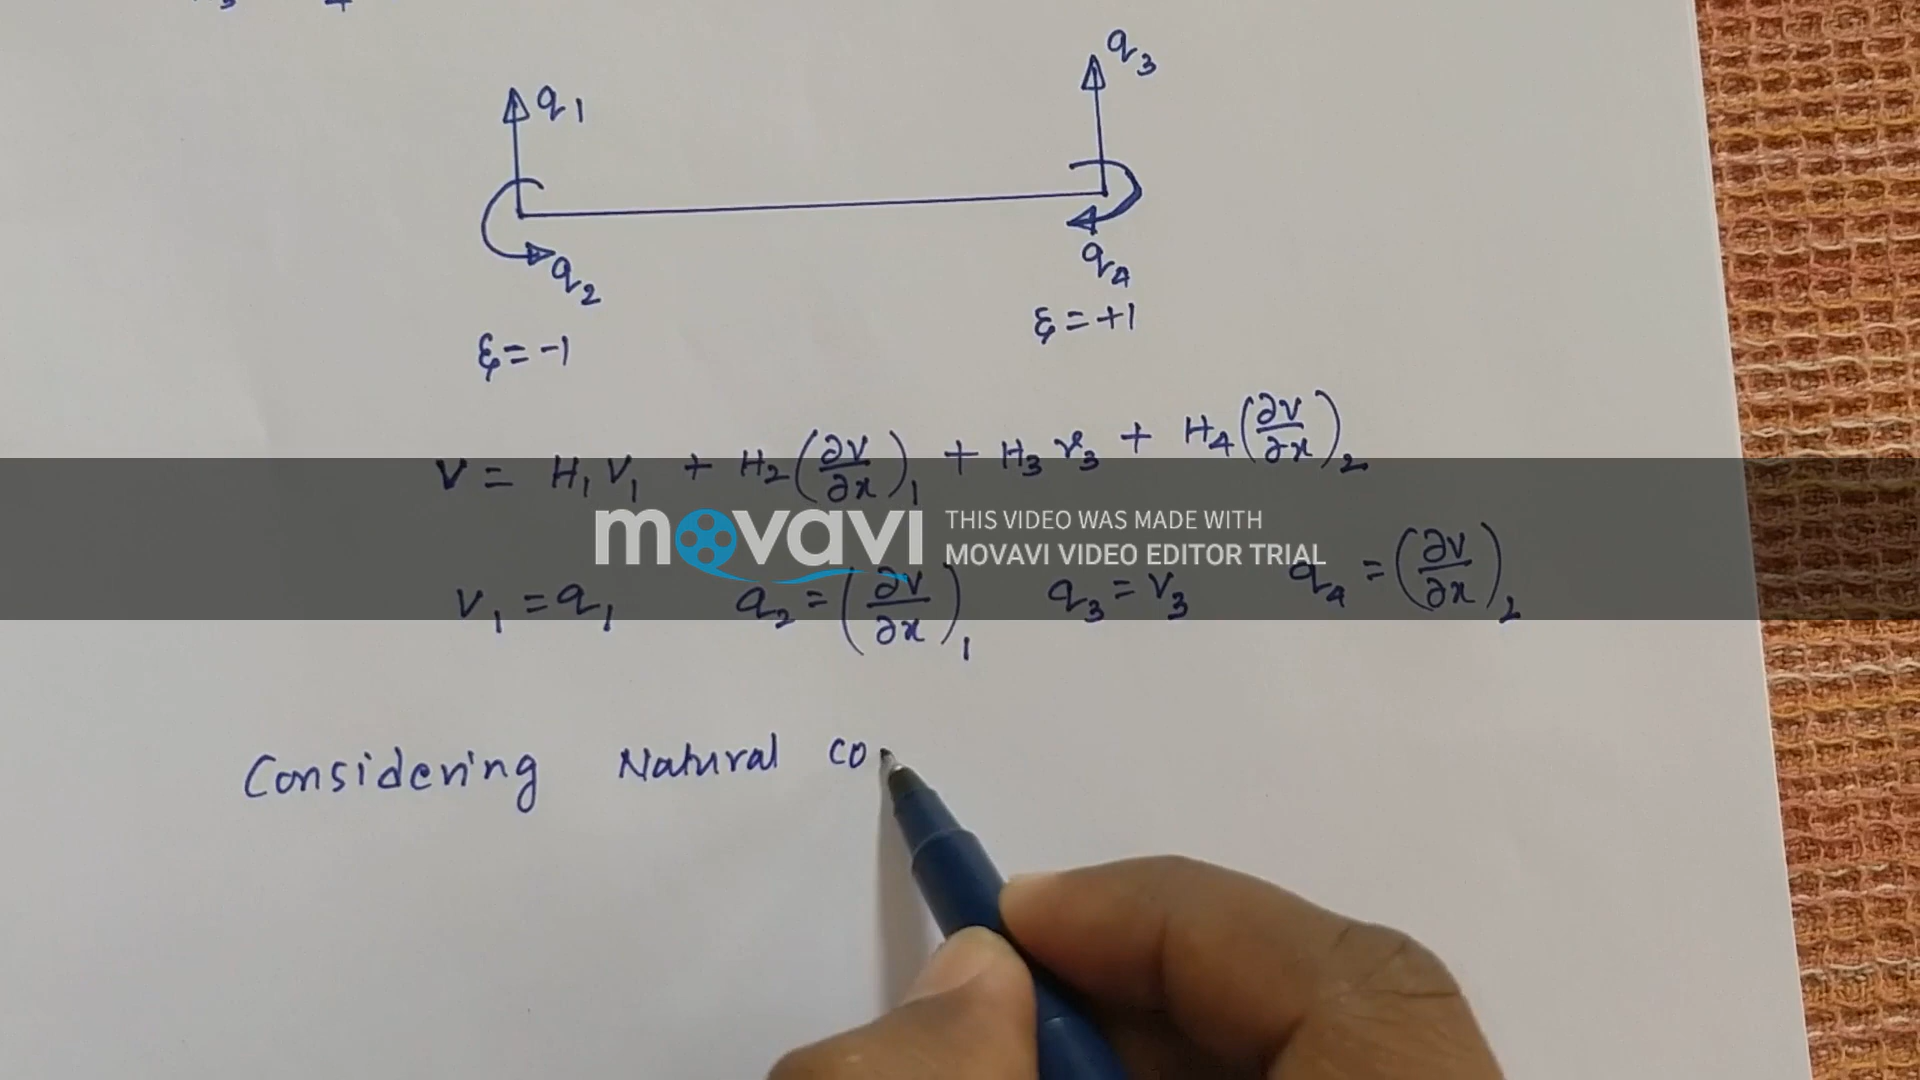 q1
q3
q2
q4
ξ = -1
ξ = +1
V = H1 V1 + H2 (∂V/∂x)1 + H3 V3 + H4 (∂V/∂x)2
movavi
THIS VIDEO WAS MADE WITH
MOVAVI VIDEO EDITOR TRIAL
V1 = q1 q2 = (∂V/∂x)1 q3 = V3 q4 = (∂V/∂x)2
Considering Natural co